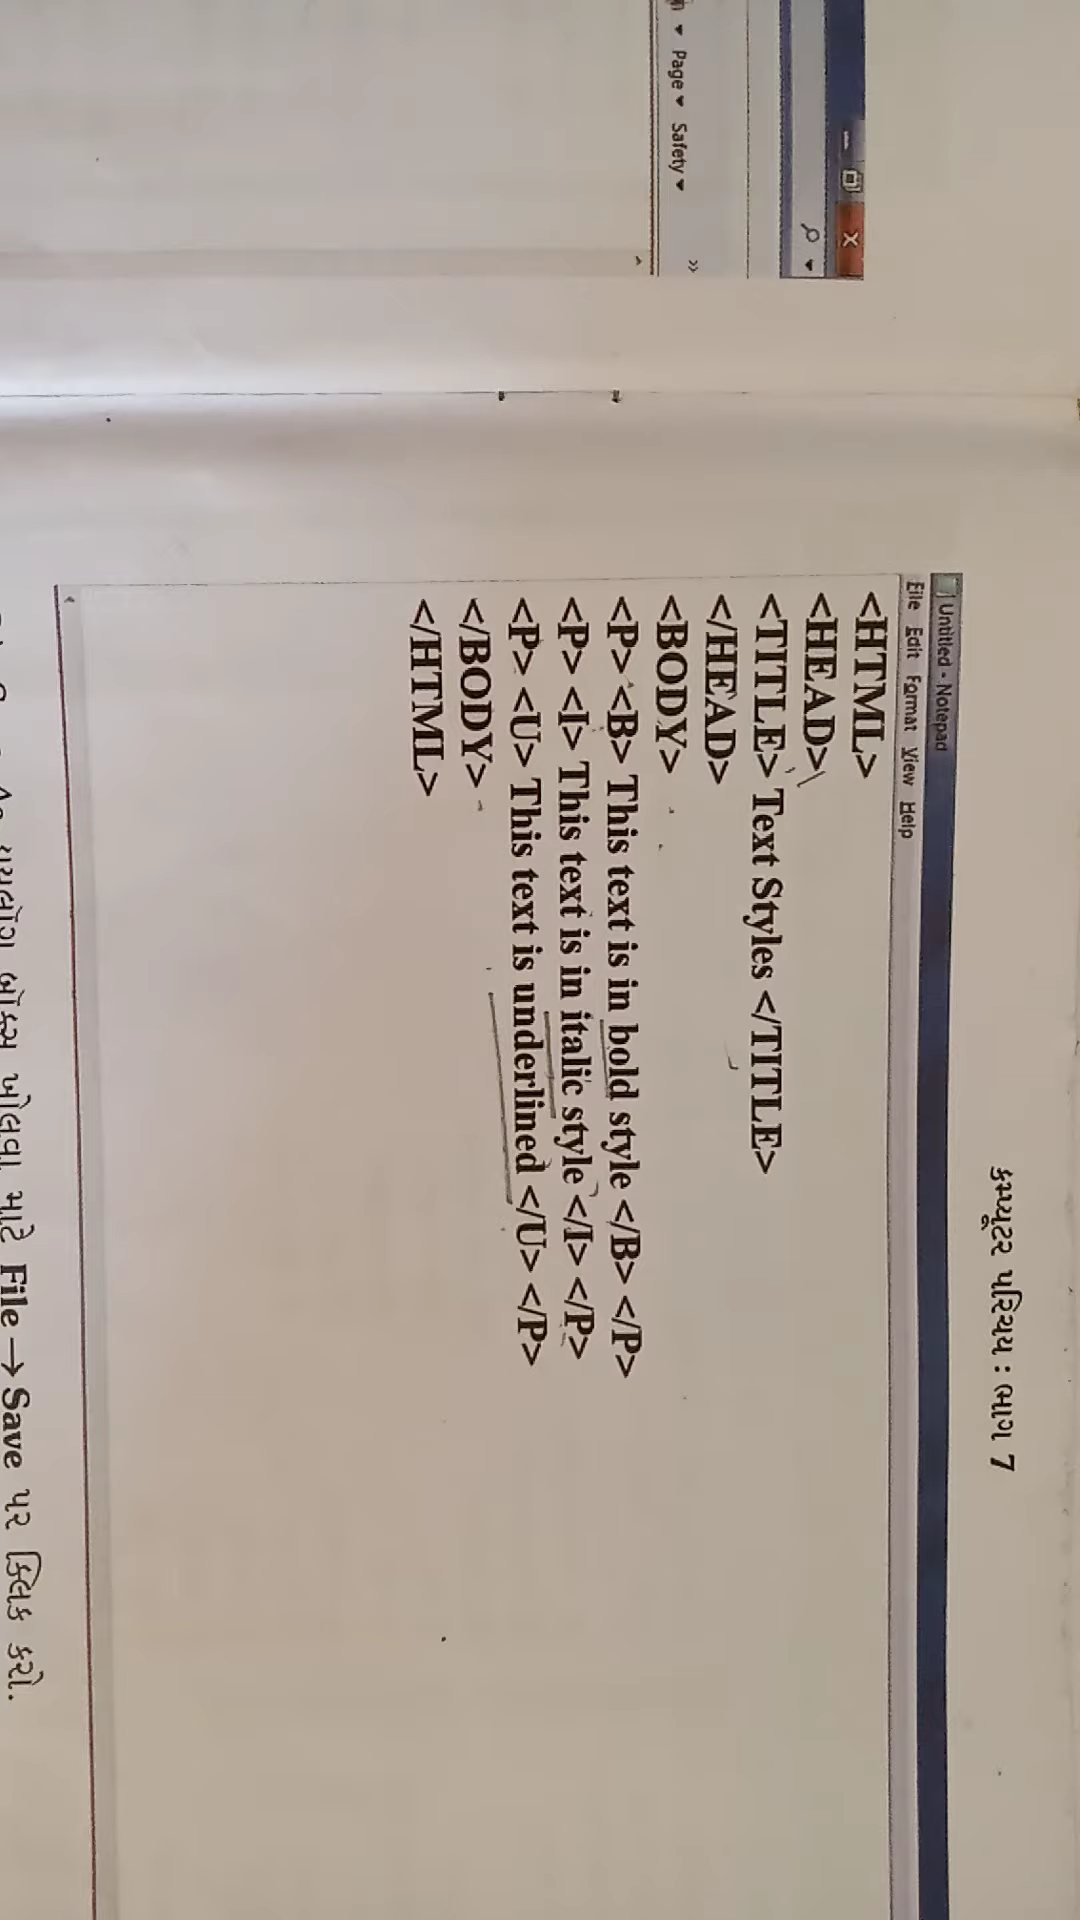 Page Safety
કમ્પ્યૂટર પરિચય : ભાગ 7
Untitled - Notepad
File Edit Format View Help
<HTML>
<HEAD>
<TITLE> Text Styles </TITLE>
</HEAD>
<BODY>
<P> <B> This text is in bold style </B> </P>
<P> <I> This text is in italic style </I> </P>
<P> <U> This text is underlined </U> </P>
</BODY>
</HTML>
ડાયલૉગ બૉક્સ ખોલવા માટે File → Save પર ક્લિક કરો.